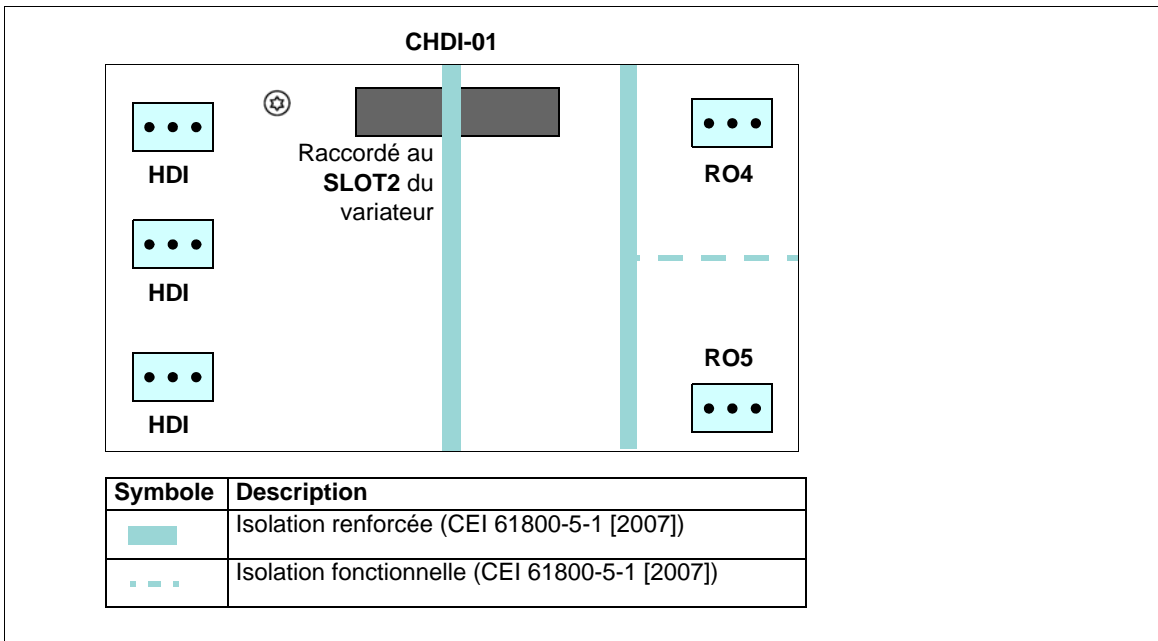 CHDI-01
HDI
Raccordé au
SLOT2 du
variateur
RO4
HDI
HDI
RO5
Symbole Description
Isolation renforcée (CEI 61800-5-1 [2007])
Isolation fonctionnelle (CEI 61800-5-1 [2007])